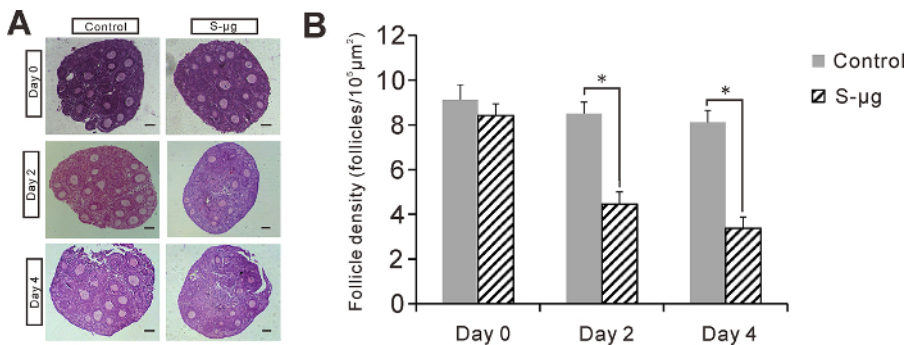 A
Control
S-μg
Day 0
Day 2
Day 4
B
Follicle density (follicles/10⁵μm²)
12
10
8
6
4
2
0
*
*
Control
S-μg
Day 0
Day 2
Day 4